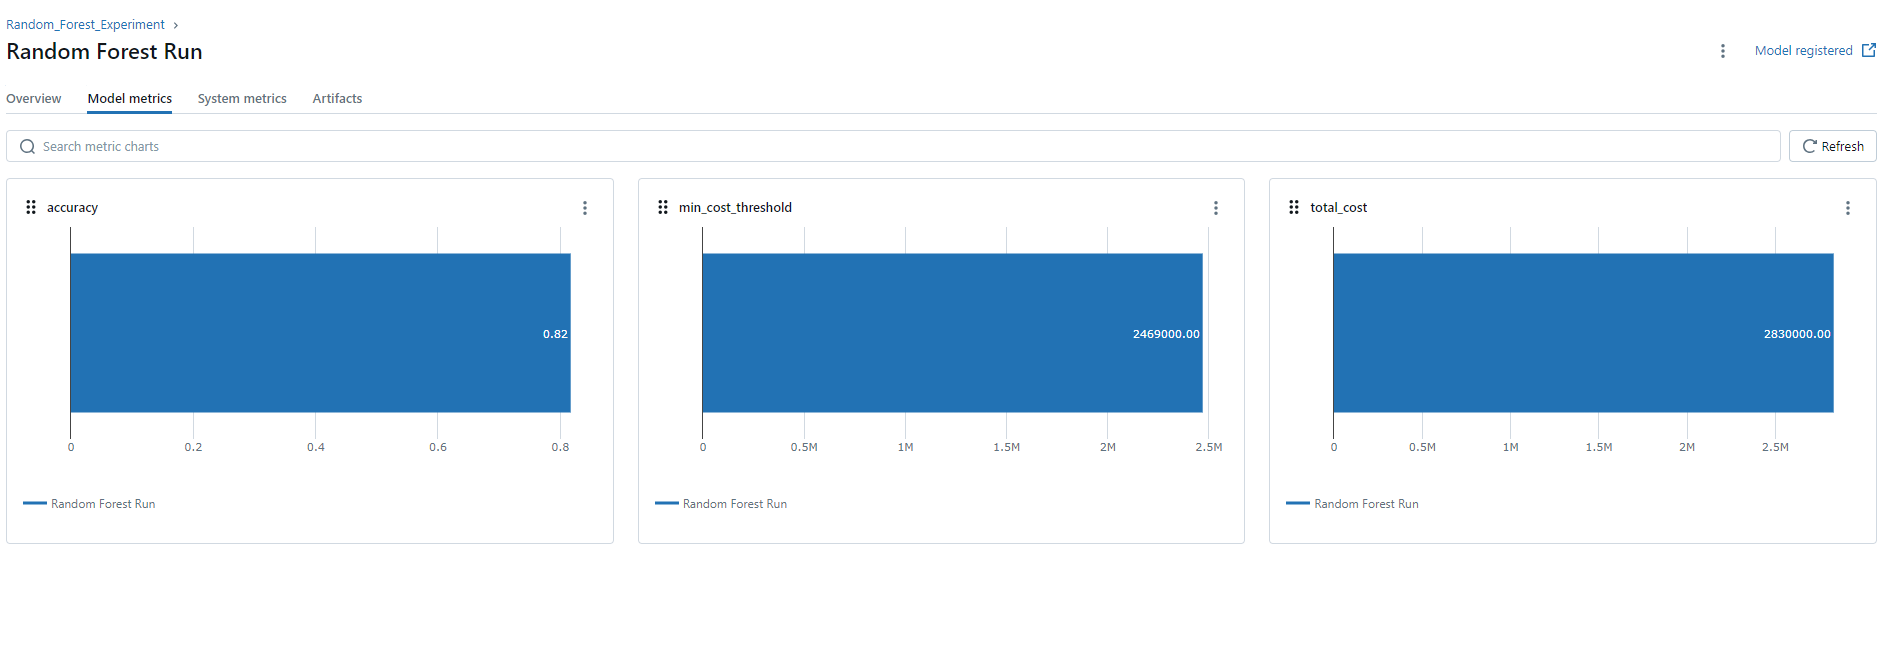 Random_Forest_Experiment
Random Forest Run
Model registered
Overview Model metrics System metrics Artifacts
Search metric charts
Refresh
accuracy
0.82
0 0.2 0.4 0.6 0.8
Random Forest Run
min_cost_threshold
2469000.00
0 0.5M 1M 1.5M 2M 2.5M
Random Forest Run
total_cost
2830000.00
0 0.5M 1M 1.5M 2M 2.5M
Random Forest Run